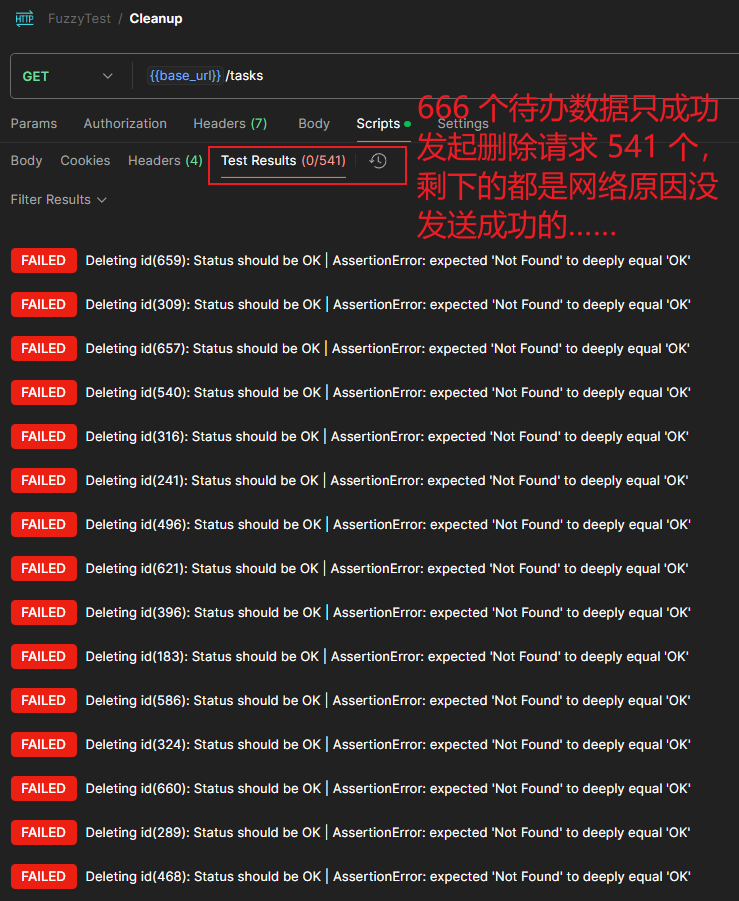 HTTP FuzzyTest / Cleanup
GET {{base_url}} /tasks
Params Authorization Headers (7) Body Scripts Settings
Body Cookies Headers (4) Test Results (0/541)
666 个待办数据只成功
发起删除请求 541 个，
剩下的都是网络原因没
发送成功的……
Filter Results
FAILED Deleting id(659): Status should be OK | AssertionError: expected 'Not Found' to deeply equal 'OK'
FAILED Deleting id(309): Status should be OK | AssertionError: expected 'Not Found' to deeply equal 'OK'
FAILED Deleting id(657): Status should be OK | AssertionError: expected 'Not Found' to deeply equal 'OK'
FAILED Deleting id(540): Status should be OK | AssertionError: expected 'Not Found' to deeply equal 'OK'
FAILED Deleting id(316): Status should be OK | AssertionError: expected 'Not Found' to deeply equal 'OK'
FAILED Deleting id(241): Status should be OK | AssertionError: expected 'Not Found' to deeply equal 'OK'
FAILED Deleting id(496): Status should be OK | AssertionError: expected 'Not Found' to deeply equal 'OK'
FAILED Deleting id(621): Status should be OK | AssertionError: expected 'Not Found' to deeply equal 'OK'
FAILED Deleting id(396): Status should be OK | AssertionError: expected 'Not Found' to deeply equal 'OK'
FAILED Deleting id(183): Status should be OK | AssertionError: expected 'Not Found' to deeply equal 'OK'
FAILED Deleting id(586): Status should be OK | AssertionError: expected 'Not Found' to deeply equal 'OK'
FAILED Deleting id(324): Status should be OK | AssertionError: expected 'Not Found' to deeply equal 'OK'
FAILED Deleting id(660): Status should be OK | AssertionError: expected 'Not Found' to deeply equal 'OK'
FAILED Deleting id(289): Status should be OK | AssertionError: expected 'Not Found' to deeply equal 'OK'
FAILED Deleting id(468): Status should be OK | AssertionError: expected 'Not Found' to deeply equal 'OK'